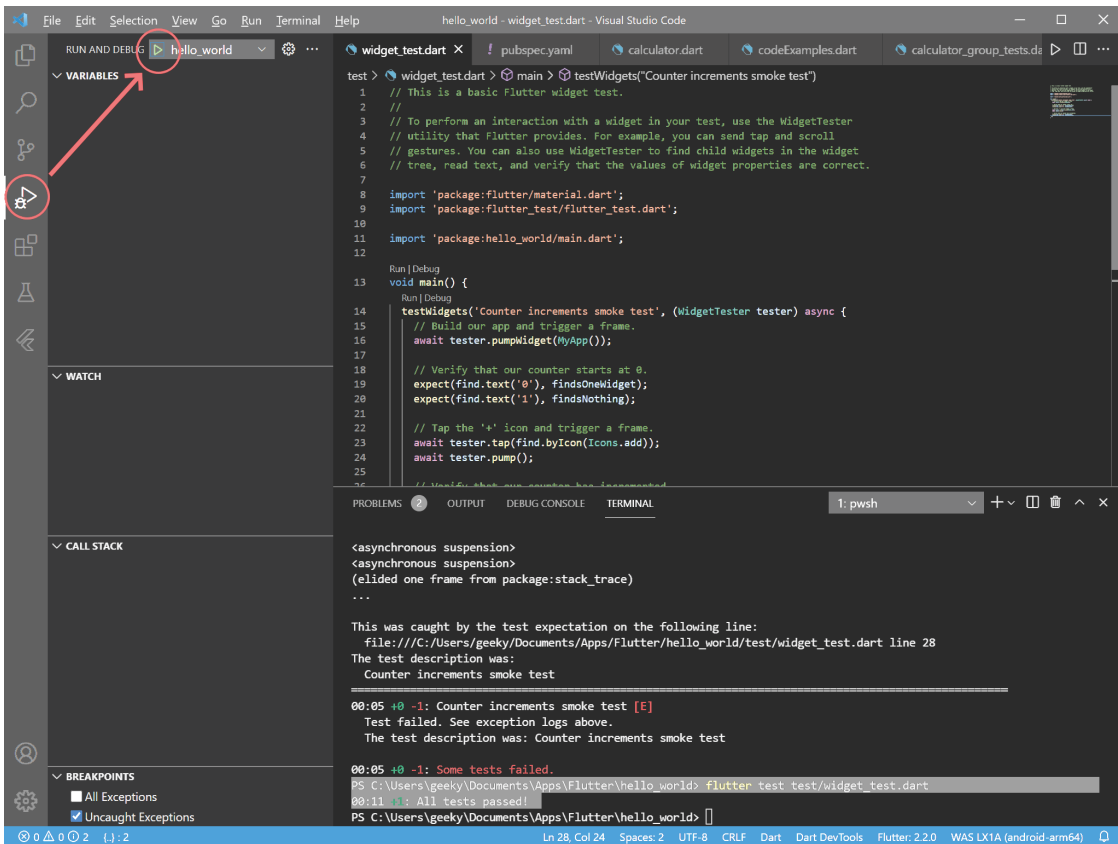 File Edit Selection View Go Run Terminal Help hello_world - widget_test.dart - Visual Studio Code
RUN AND DEBUG hello_world
VARIABLES
WATCH
CALL STACK
BREAKPOINTS
All Exceptions
Uncaught Exceptions
widget_test.dart pubspec.yaml calculator.dart codeExamples.dart calculator_group_tests.da
test > widget_test.dart > main > testWidgets("Counter increments smoke test")
1 // This is a basic Flutter widget test.
2 //
3 // To perform an interaction with a widget in your test, use the WidgetTester
4 // utility that Flutter provides. For example, you can send tap and scroll
5 // gestures. You can also use WidgetTester to find child widgets in the widget
6 // tree, read text, and verify that the values of widget properties are correct.
7
8 import 'package:flutter/material.dart';
9 import 'package:flutter_test/flutter_test.dart';
10
11 import 'package:hello_world/main.dart';
12
Run | Debug
13 void main() {
Run | Debug
14 testWidgets('Counter increments smoke test', (WidgetTester tester) async {
15 // Build our app and trigger a frame.
16 await tester.pumpWidget(MyApp());
17
18 // Verify that our counter starts at 0.
19 expect(find.text('0'), findsOneWidget);
20 expect(find.text('1'), findsNothing);
21
22 // Tap the '+' icon and trigger a frame.
23 await tester.tap(find.byIcon(Icons.add));
24 await tester.pump();
25
26 // Verify that our counter has incremented
PROBLEMS 2 OUTPUT DEBUG CONSOLE TERMINAL 1: pwsh
<asynchronous suspension>
<asynchronous suspension>
(elided one frame from package:stack_trace)
...
This was caught by the test expectation on the following line:
file:///C:/Users/geeky/Documents/Apps/Flutter/hello_world/test/widget_test.dart line 28
The test description was:
Counter increments smoke test
00:05 +0 -1: Counter increments smoke test [E]
Test failed. See exception logs above.
The test description was: Counter increments smoke test
00:05 +0 -1: Some tests failed.
PS C:\Users\geeky\Documents\Apps\Flutter\hello_world> flutter test test/widget_test.dart
00:11 +1: All tests passed!
PS C:\Users\geeky\Documents\Apps\Flutter\hello_world>
0 0 2 {..} : 2 Ln 28, Col 24 Spaces: 2 UTF-8 CRLF Dart Dart DevTools Flutter: 2.2.0 WAS LX1A (android-arm64)